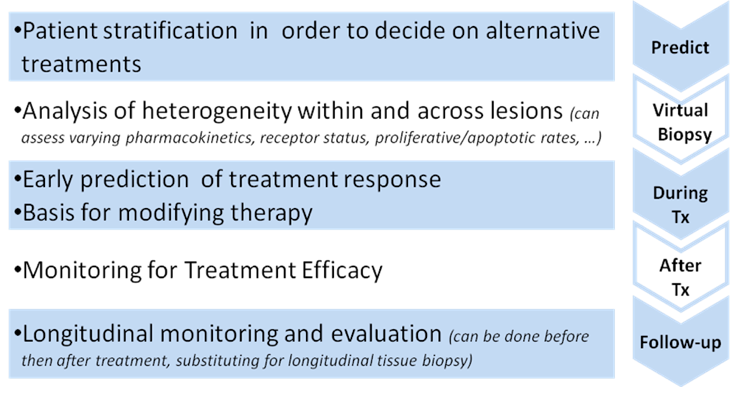 •Patient stratification in order to decide on alternative
treatments
Predict
•Analysis of heterogeneity within and across lesions (can
assess varying pharmacokinetics, receptor status, proliferative/apoptotic rates, …)
Virtual
Biopsy
•Early prediction of treatment response
•Basis for modifying therapy
During
Tx
•Monitoring for Treatment Efficacy
After
Tx
•Longitudinal monitoring and evaluation (can be done before
then after treatment, substituting for longitudinal tissue biopsy)
Follow-up